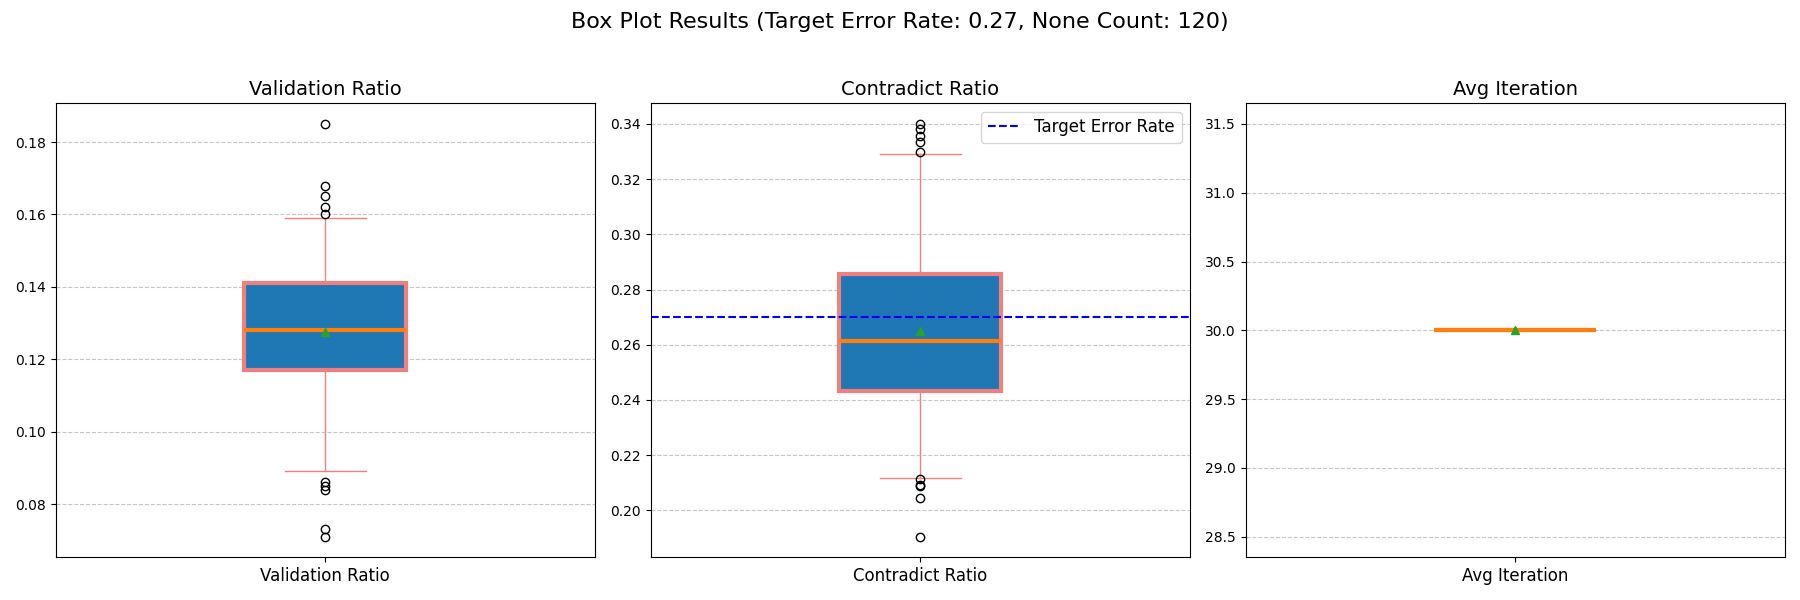 Box Plot Results (Target Error Rate: 0.27, None Count: 120)
Validation Ratio
0.18
0.16
0.14
0.12
0.10
0.08
Validation Ratio
Contradict Ratio
Target Error Rate
0.34
0.32
0.30
0.28
0.26
0.24
0.22
0.20
Contradict Ratio
Avg Iteration
31.5
31.0
30.5
30.0
29.5
29.0
28.5
Avg Iteration